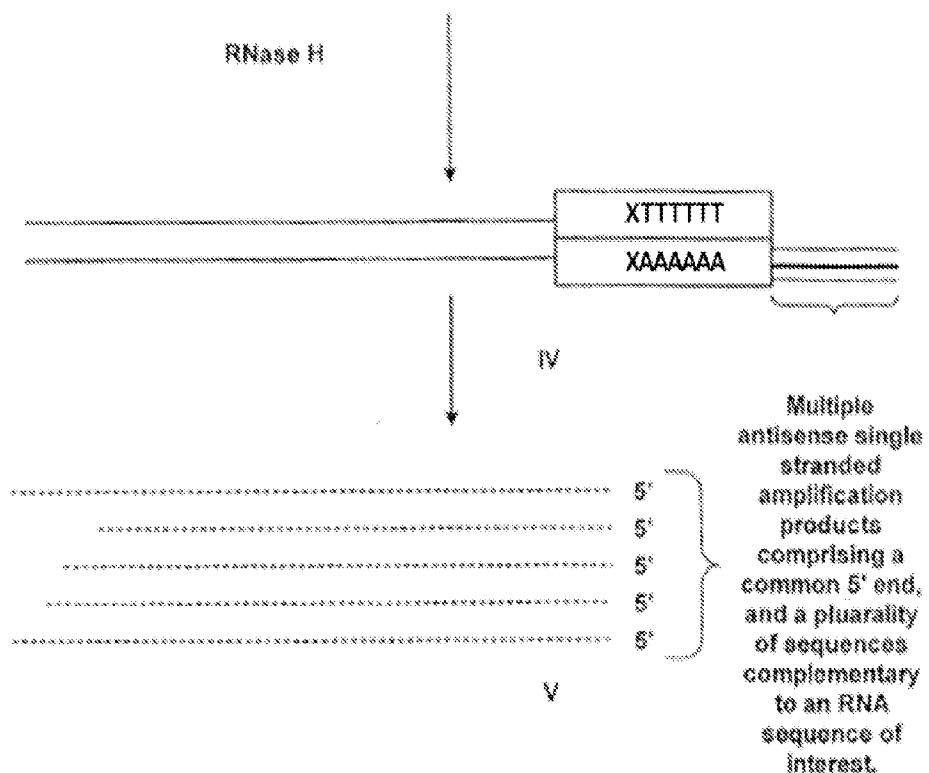 RNase H
XTTTTTT
XAAAAAA
IV
Multiple
antisense single
stranded
amplification
products
comprising a
common 5' end,
and a pluarality
of sequences
complementary
to an RNA
sequence of
interest.
5'
5'
5'
5'
5'
V